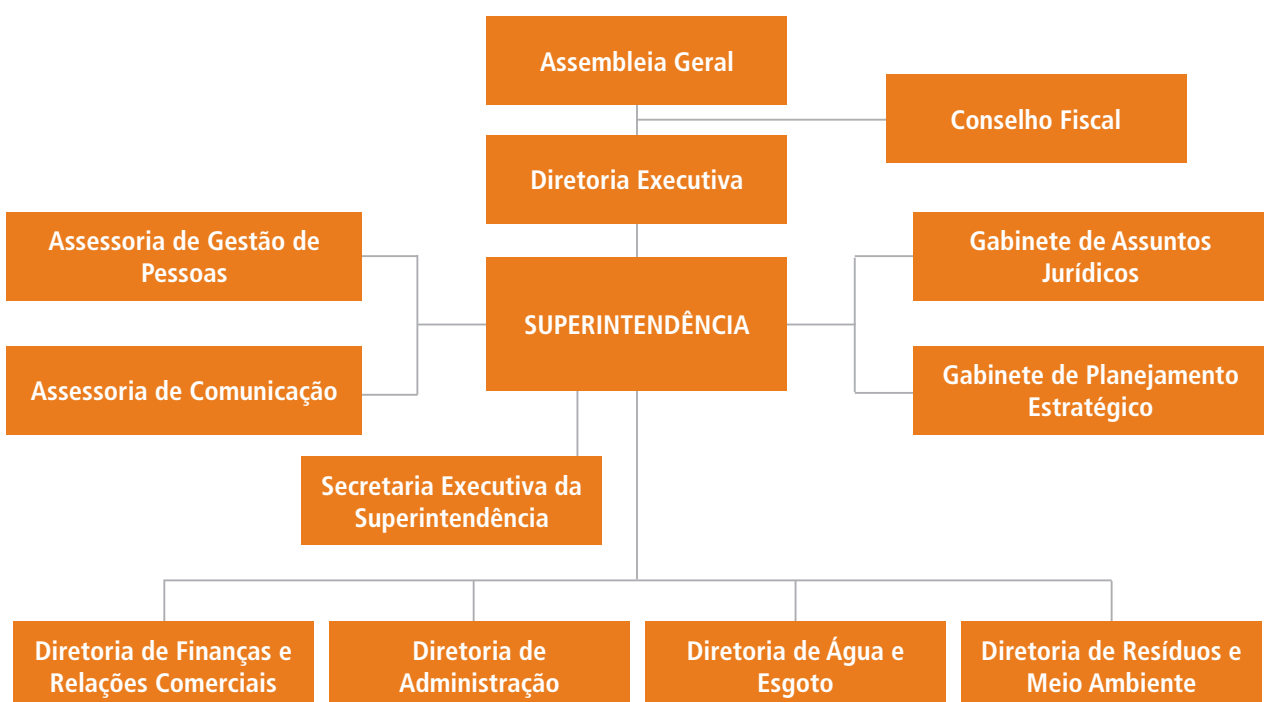 Assembleia Geral
Conselho Fiscal
Diretoria Executiva
Assessoria de Gestão de
Pessoas
Gabinete de Assuntos
Jurídicos
SUPERINTENDÊNCIA
Assessoria de Comunicação
Gabinete de Planejamento
Estratégico
Secretaria Executiva da
Superintendência
Diretoria de Finanças e
Relações Comerciais
Diretoria de
Administração
Diretoria de Água e
Esgoto
Diretoria de Resíduos e
Meio Ambiente